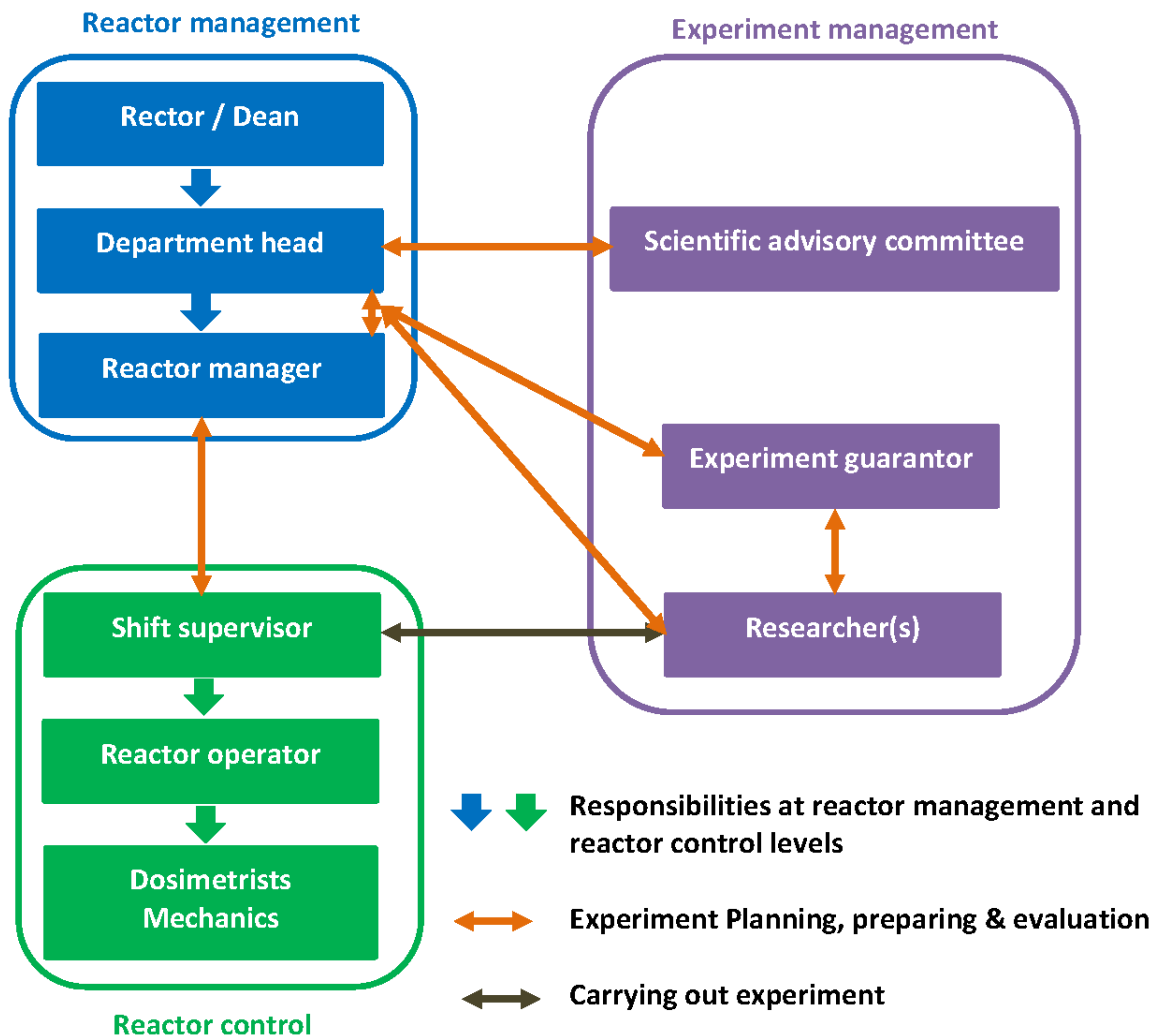 Reactor management
Experiment management
Rector / Dean
Department head
Scientific advisory committee
Reactor manager
Experiment guarantor
Shift supervisor
Researcher(s)
Reactor operator
Dosimetrists
Mechanics
Reactor control
Responsibilities at reactor management and
reactor control levels
Experiment Planning, preparing & evaluation
Carrying out experiment